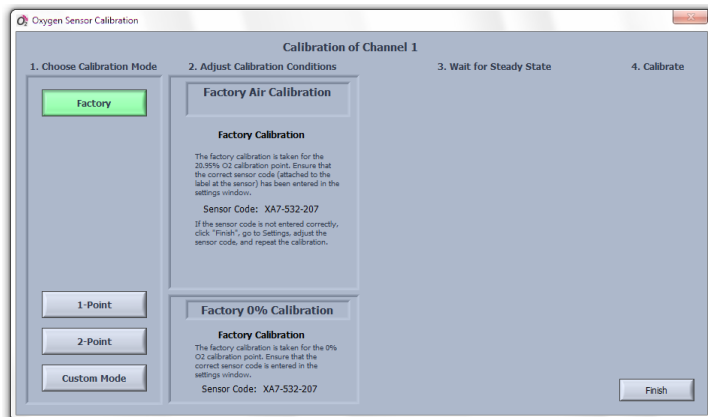 Oxygen Sensor Calibration
Calibration of Channel 1
1. Choose Calibration Mode
2. Adjust Calibration Conditions
3. Wait for Steady State
4. Calibrate
Factory
1-Point
2-Point
Custom Mode
Factory Air Calibration
Factory Calibration
The factory calibration is taken for the
20.95% O2 calibration point. Ensure that
the correct sensor code (attached to the
label at the sensor) has been entered in the
settings window.
Sensor Code: XA7-532-207
If the sensor code is not entered correctly,
click "Finish", go to Settings, adjust the
sensor code, and repeat the calibration.
Factory 0% Calibration
Factory Calibration
The factory calibration is taken for the 0%
O2 calibration point. Ensure that the
correct sensor code is entered in the
settings window.
Sensor Code: XA7-532-207
Finish